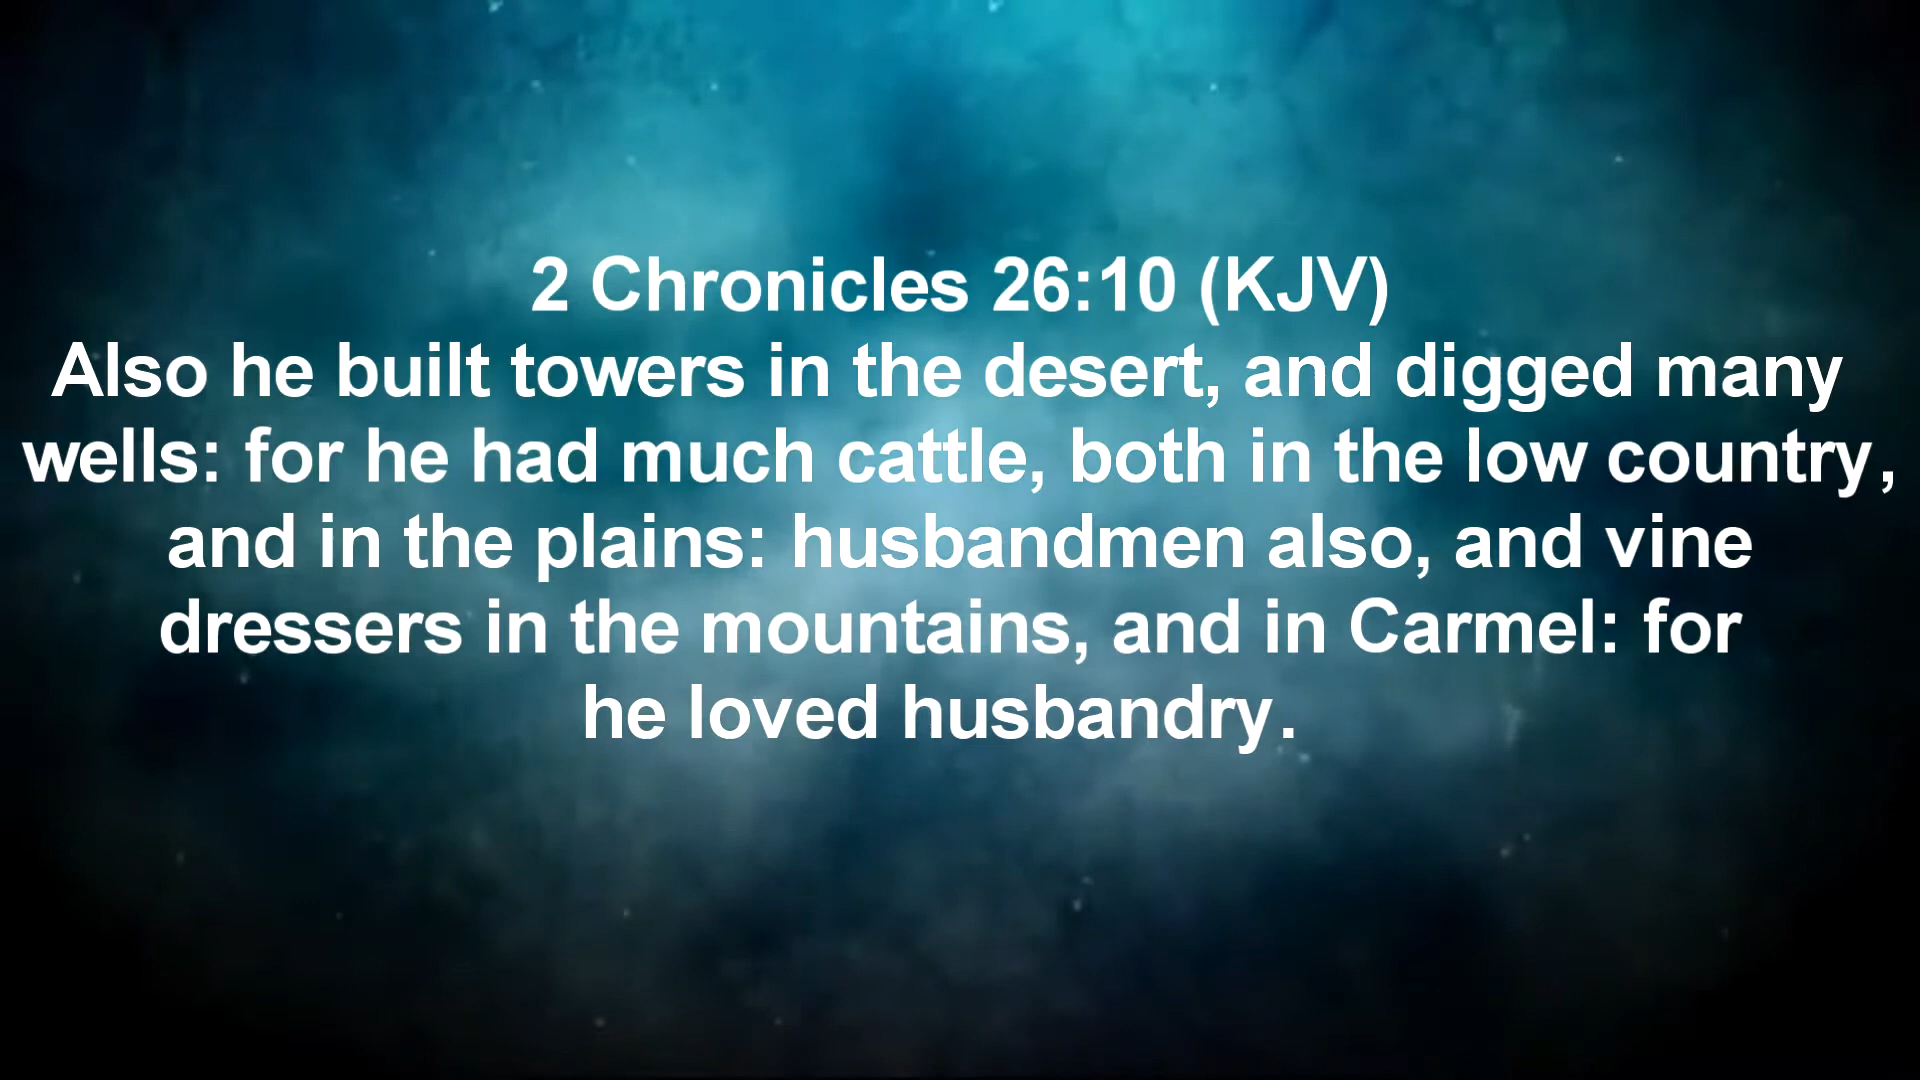 2 Chronicles 26:10 (KJV)
Also he built towers in the desert, and digged many
wells: for he had much cattle, both in the low country,
and in the plains: husbandmen also, and vine
dressers in the mountains, and in Carmel: for
he loved husbandry.